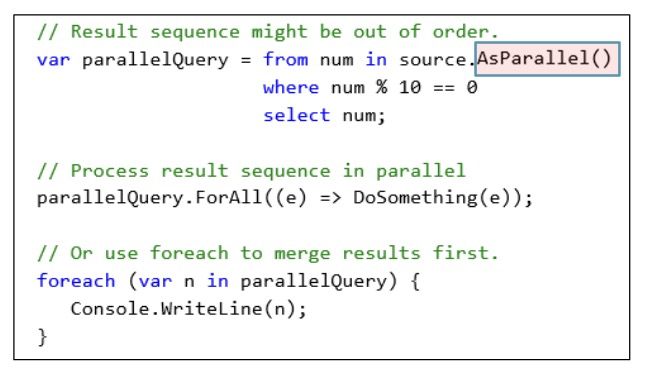 // Result sequence might be out of order.
var parallelQuery = from num in source.AsParallel()
                    where num % 10 == 0
                    select num;

// Process result sequence in parallel
parallelQuery.ForAll((e) => DoSomething(e));

// Or use foreach to merge results first.
foreach (var n in parallelQuery) {
   Console.WriteLine(n);
}